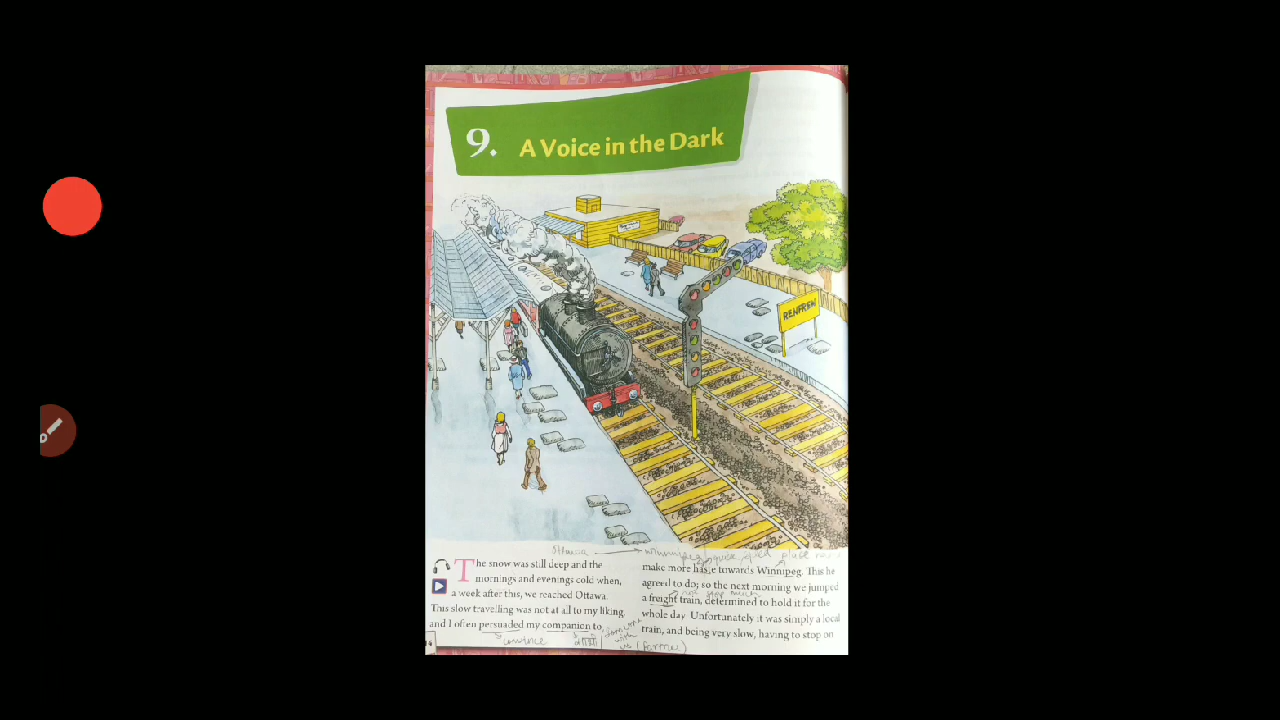 9. A Voice in the Dark
RENFREW
Ottawa
winnipeg
The snow was still deep and the
mornings and evenings cold when,
a week after this, we reached Ottawa.
This slow travelling was not at all to my liking,
and I often persuaded my companion to
convince
make more haste towards Winnipeg. This he
agreed to do; so the next morning we jumped
a freight train, determined to hold it for the
whole day. Unfortunately it was simply a local
train, and being very slow, having to stop on
with
us (former)